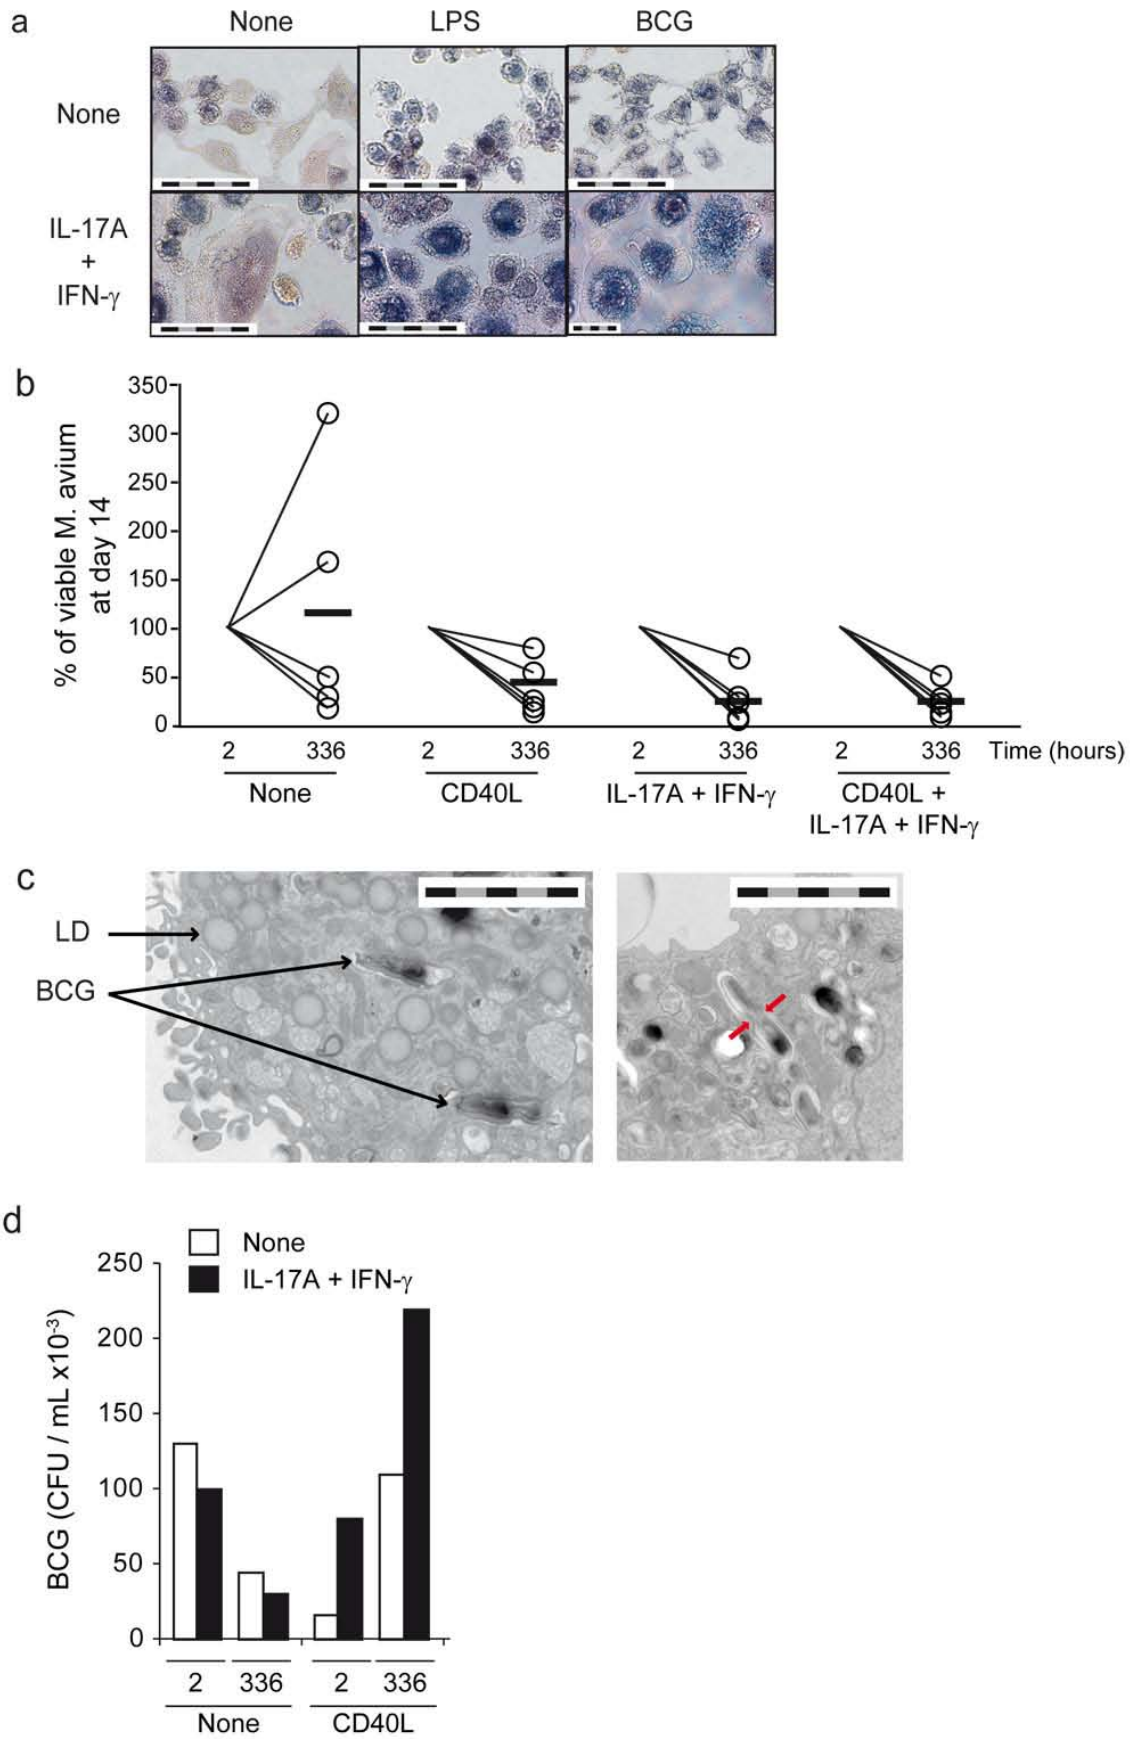 a
None LPS BCG
None
IL-17A
+
IFN-γ
b
% of viable M. avium
at day 14
350
300
250
200
150
100
50
0
2 336 2 336 2 336 2 336 Time (hours)
None CD40L IL-17A + IFN-γ CD40L +
IL-17A + IFN-γ
c
LD
BCG
d
None
IL-17A + IFN-γ
BCG (CFU / mL x10-3)
250
200
150
100
50
0
2 336 2 336
None CD40L